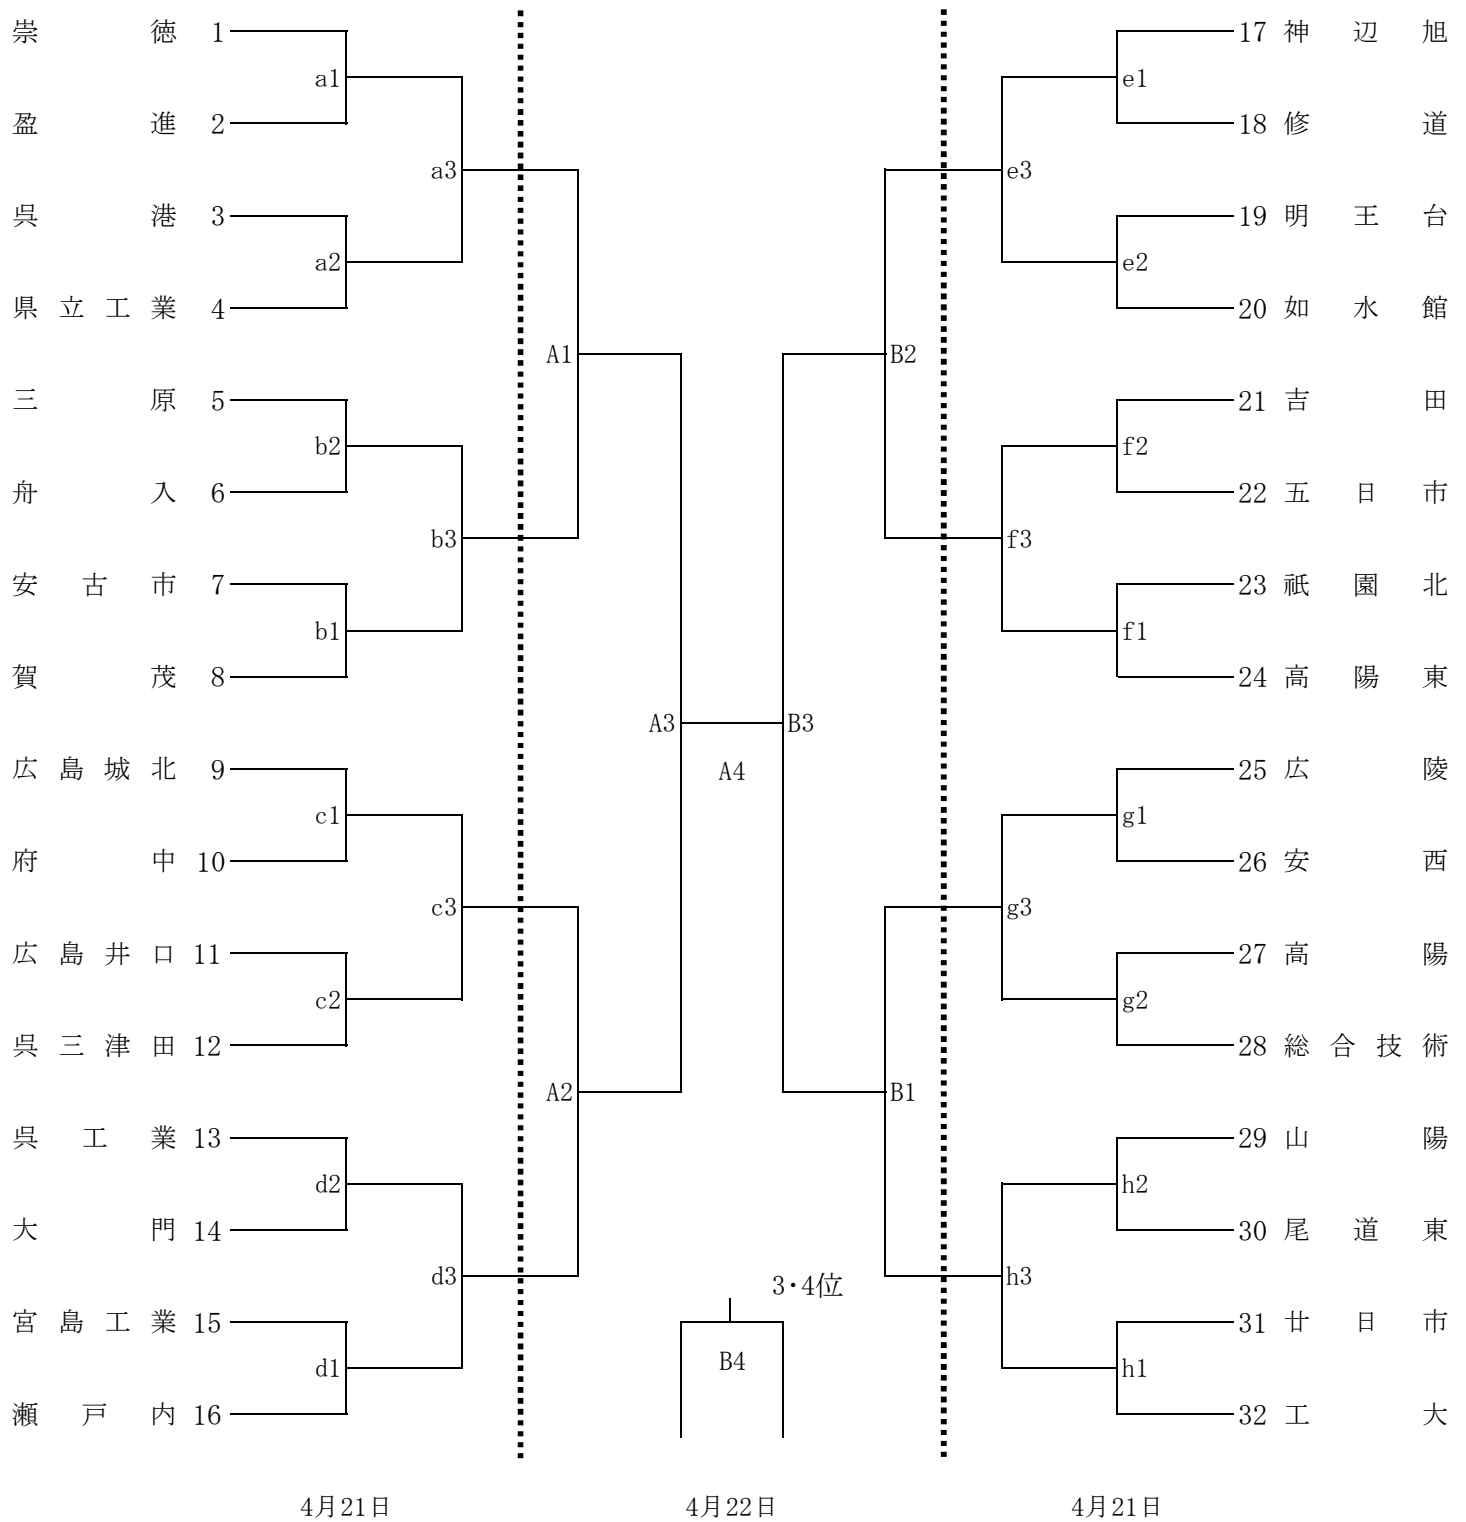 崇徳 1
a1
盈進 2
a3
呉港 3
a2
県立工業 4
A1
三原 5
b2
舟入 6
b3
安古市 7
b1
賀茂 8
A3
広島城北 9
c1
府中 10
c3
広島井口 11
c2
呉三津田 12
A2
呉工業 13
d2
大門 14
d3
宮島工業 15
d1
瀬戸内 16
4月21日
A4
3・4位
B4
4月22日
17 神辺旭
e1
18 修道
e3
19 明王台
e2
20 如水館
B2
21 吉田
f2
22 五日市
f3
23 祇園北
f1
24 高陽東
B3
25 広陵
g1
26 安西
g3
27 高陽
g2
28 総合技術
B1
29 山陽
h2
30 尾道東
h3
31 廿日市
h1
32 工大
4月21日